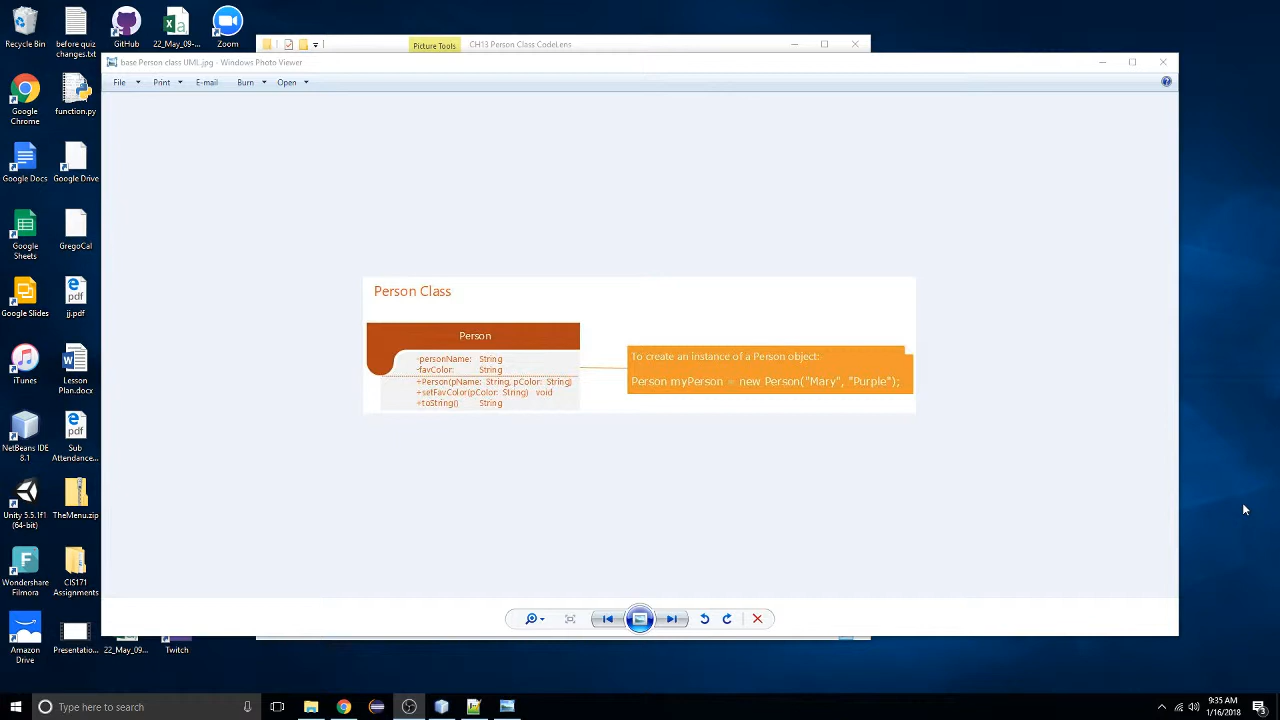 Recycle Bin
before quiz changes.txt
GitHub
22_May_09-...
Zoom
Picture Tools
CH13 Person Class CodeLens
base Person class UML.jpg - Windows Photo Viewer
File
Print
E-mail
Burn
Open
Google Chrome
function.py
Google Docs
Google Drive
Google Sheets
GregoCal
Google Slides
pdf
jj.pdf
iTunes
Lesson Plan.docx
NetBeans IDE 8.1
pdf
Sub Attendance...
Unity 5.5.1f1 (64-bit)
TheMenu.zip
Wondershare Filmora
CIS171 Assignments
Amazon Drive
Presentatio...
22_May_09-...
Twitch
Person Class
Person
-personName: String
-favColor: String
+Person(pName: String, pColor: String)
+setFavColor(pColor: String) void
+toString() String
To create an instance of a Person object:
Person myPerson = new Person("Mary", "Purple");
Type here to search
9:35 AM
1/16/2018
3